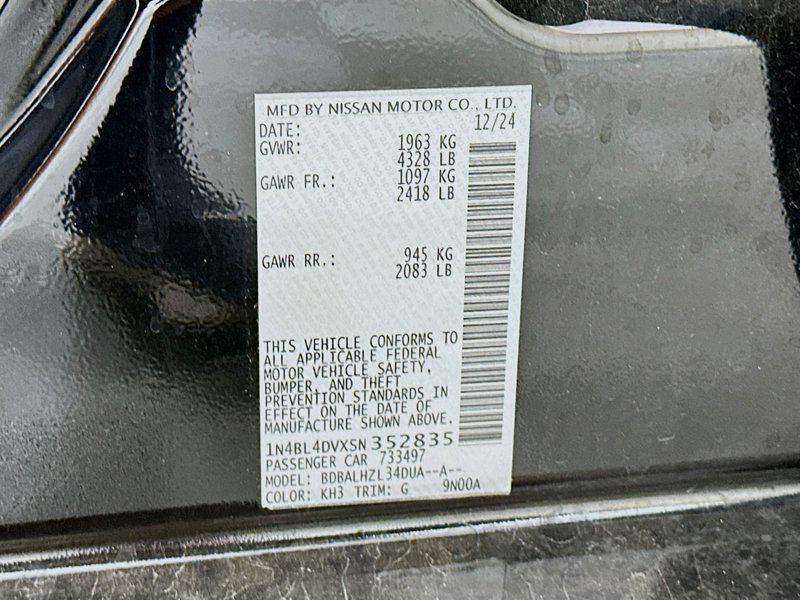 MFD BY NISSAN MOTOR CO., LTD.
DATE: 12/24
GVWR: 1963 KG
4328 LB
GAWR FR.: 1097 KG
2418 LB
GAWR RR.: 945 KG
2083 LB
THIS VEHICLE CONFORMS TO
ALL APPLICABLE FEDERAL
MOTOR VEHICLE SAFETY,
BUMPER, AND THEFT
PREVENTION STANDARDS IN
EFFECT ON THE DATE OF
MANUFACTURE SHOWN ABOVE.
1N4BL4DVXSN352835
PASSENGER CAR 733497
MODEL: BDBALHZL34DUA--A--
COLOR: KH3 TRIM: G 9N00A